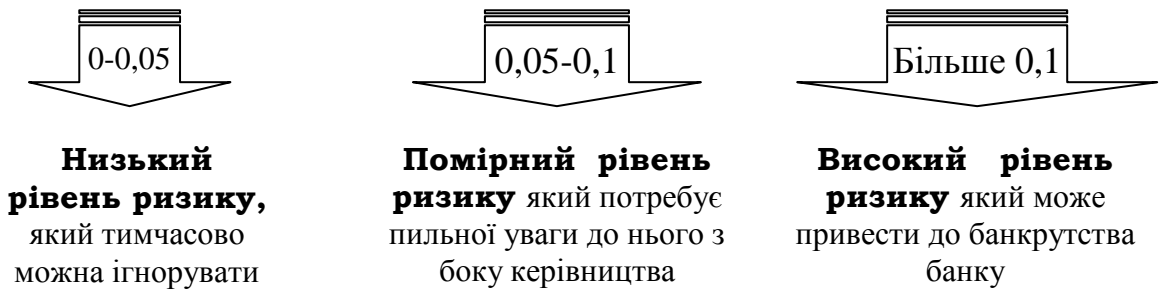 0-0,05
Низький
рівень ризику,
який тимчасово
можна ігнорувати
0,05-0,1
Помірний рівень
ризику який потребує
пильної уваги до нього з
боку керівництва
Більше 0,1
Високий рівень
ризику який може
привести до банкрутства
банку